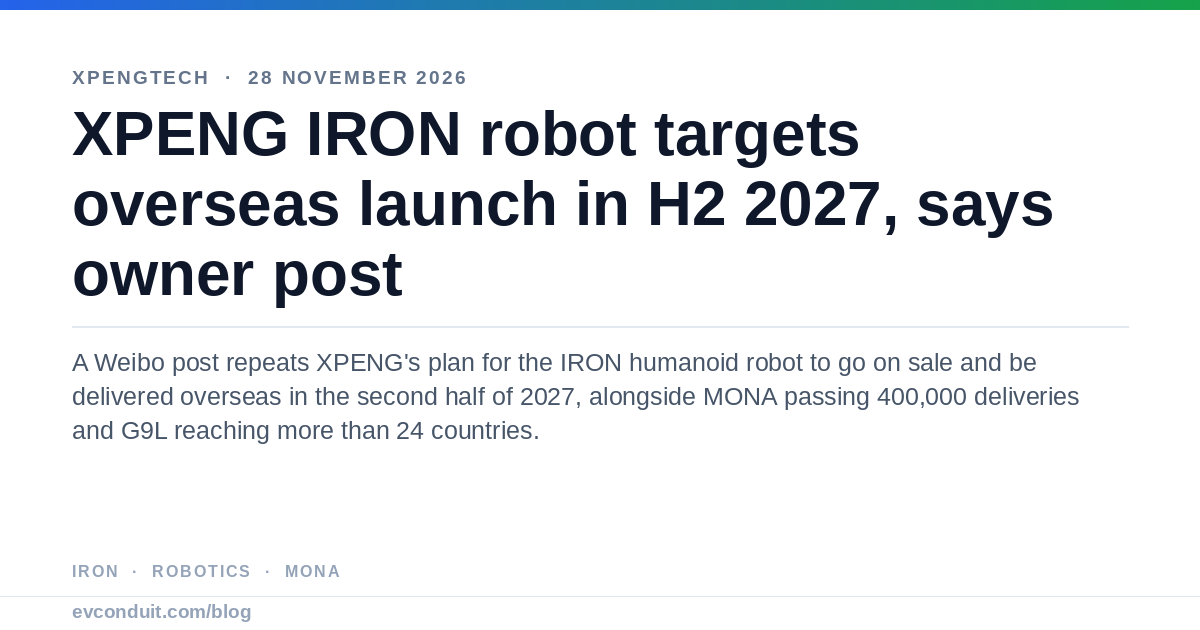 XPENGTECH · 28 NOVEMBER 2026
XPENG IRON robot targets
overseas launch in H2 2027, says
owner post
A Weibo post repeats XPENG's plan for the IRON humanoid robot to go on sale and be
delivered overseas in the second half of 2027, alongside MONA passing 400,000 deliveries
and G9L reaching more than 24 countries.
IRON · ROBOTICS · MONA
evconduit.com/blog